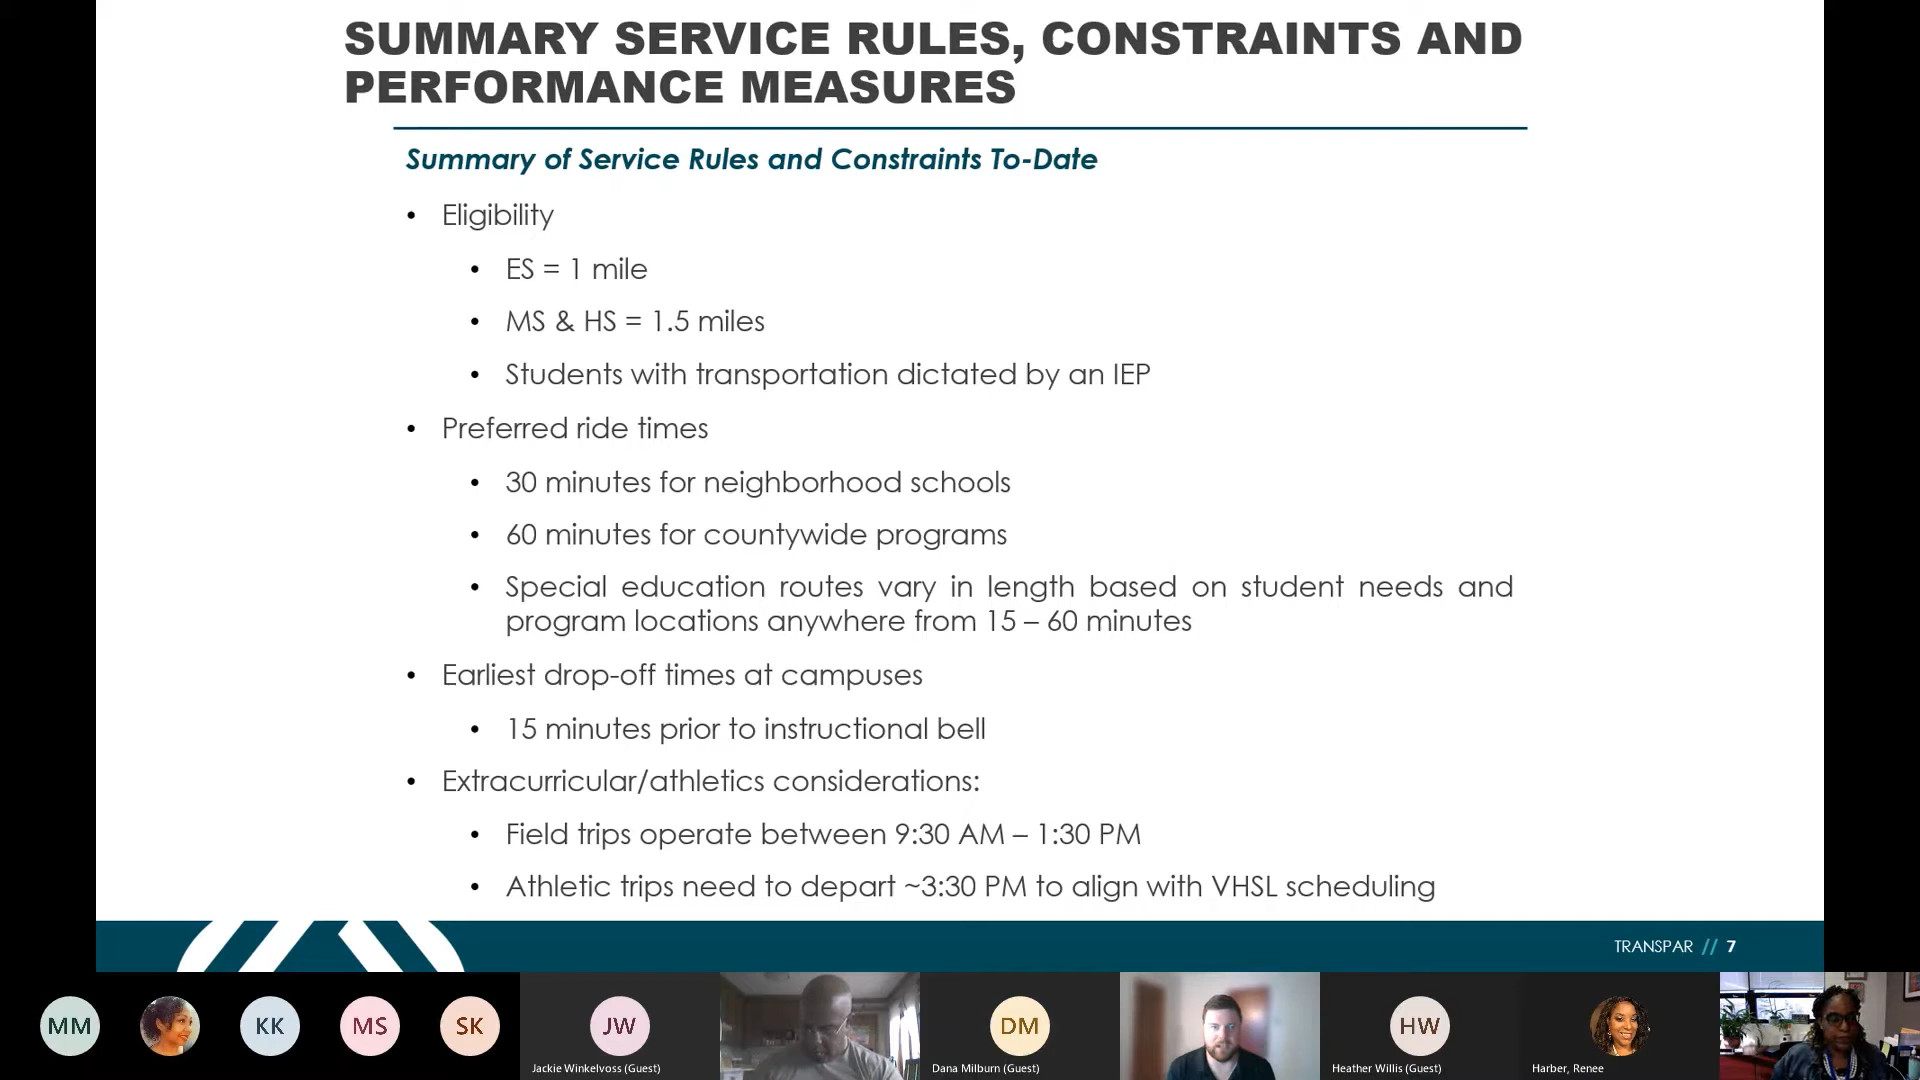 SUMMARY SERVICE RULES, CONSTRAINTS AND
PERFORMANCE MEASURES
Summary of Service Rules and Constraints To-Date
• Eligibility
• ES = 1 mile
• MS & HS = 1.5 miles
• Students with transportation dictated by an IEP
• Preferred ride times
• 30 minutes for neighborhood schools
• 60 minutes for countywide programs
• Special education routes vary in length based on student needs and
program locations anywhere from 15 – 60 minutes
• Earliest drop-off times at campuses
• 15 minutes prior to instructional bell
• Extracurricular/athletics considerations:
• Field trips operate between 9:30 AM – 1:30 PM
• Athletic trips need to depart ~3:30 PM to align with VHSL scheduling
TRANSPAR // 7
MM
KK
MS
SK
JW
Jackie Winkelvoss (Guest)
DM
Dana Milburn (Guest)
HW
Heather Willis (Guest)
Harber, Renee